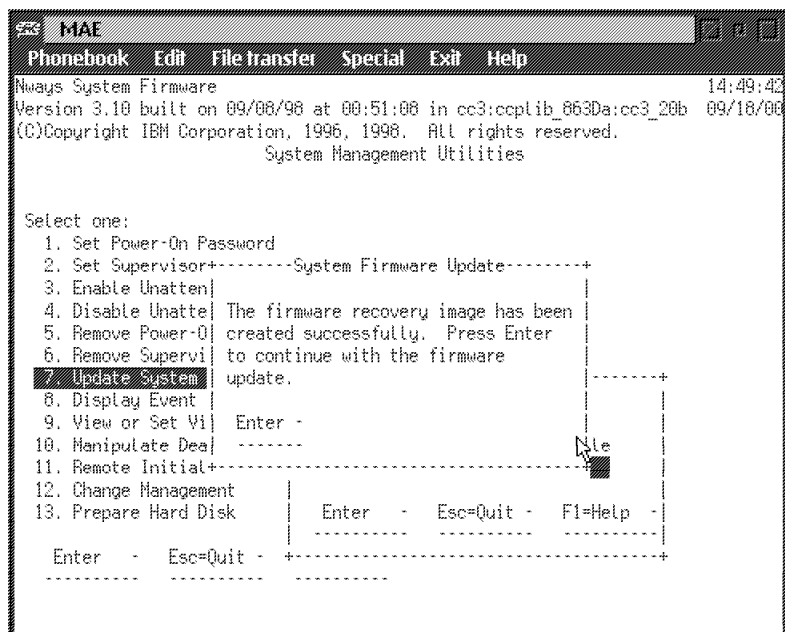 MAE
Phonebook Edit File transfer Special Exit Help
Nways System Firmware 14:49:42
Version 3.10 built on 09/08/98 at 00:51:08 in cc3:ccplib_863Da:cc3_20b 09/18/00
(C)Copyright IBM Corporation, 1996, 1998. All rights reserved.
System Management Utilities
Select one:
1. Set Power-On Password
2. Set Supervisor+--------System Firmware Update--------+
3. Enable Unatten|
4. Disable Unatte| The firmware recovery image has been |
5. Remove Power-O| created successfully. Press Enter |
6. Remove Supervi| to continue with the firmware |
7. Update System | update. |-------+
8. Display Event |
9. View or Set Vi| Enter -
10. Manipulate Dea| ------- le |
11. Remote Initial+
12. Change Management |
13. Prepare Hard Disk | Enter - Esc=Quit - F1=Help -|
Enter - Esc=Quit -